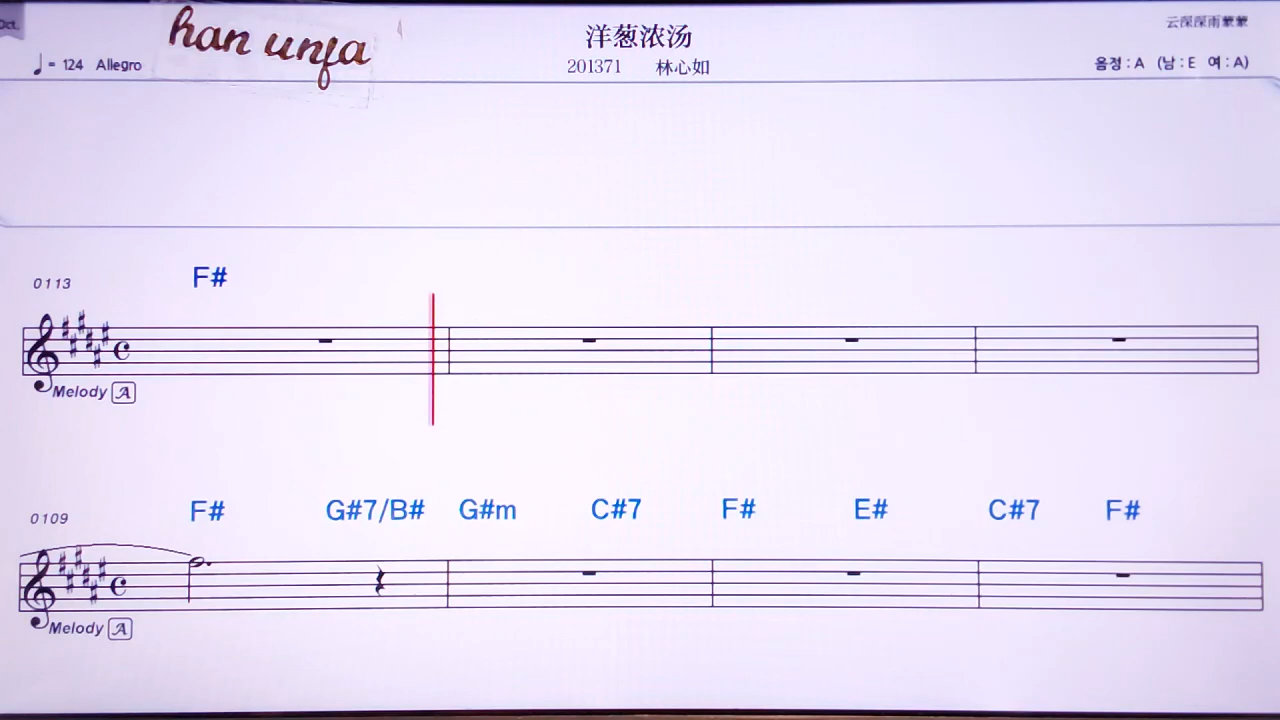 Oct.
han unfa
洋葱浓汤
云深深雨蒙蒙
♩= 124 Allegro
201371 林心如
음정 : A (남 : E 여 : A)
0113
F#
Melody A
0109
F# G#7/B# G#m C#7 F# E# C#7 F#
Melody A